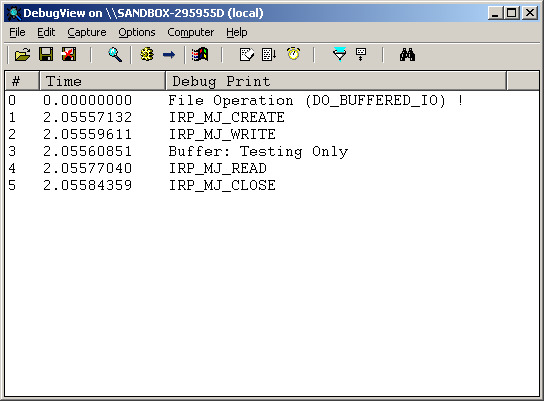 DebugView on \\SANDBOX-295955D (local)
File Edit Capture Options Computer Help
# Time Debug Print
0 0.00000000 File Operation (DO_BUFFERED_IO) !
1 2.05557132 IRP_MJ_CREATE
2 2.05559611 IRP_MJ_WRITE
3 2.05560851 Buffer: Testing Only
4 2.05577040 IRP_MJ_READ
5 2.05584359 IRP_MJ_CLOSE